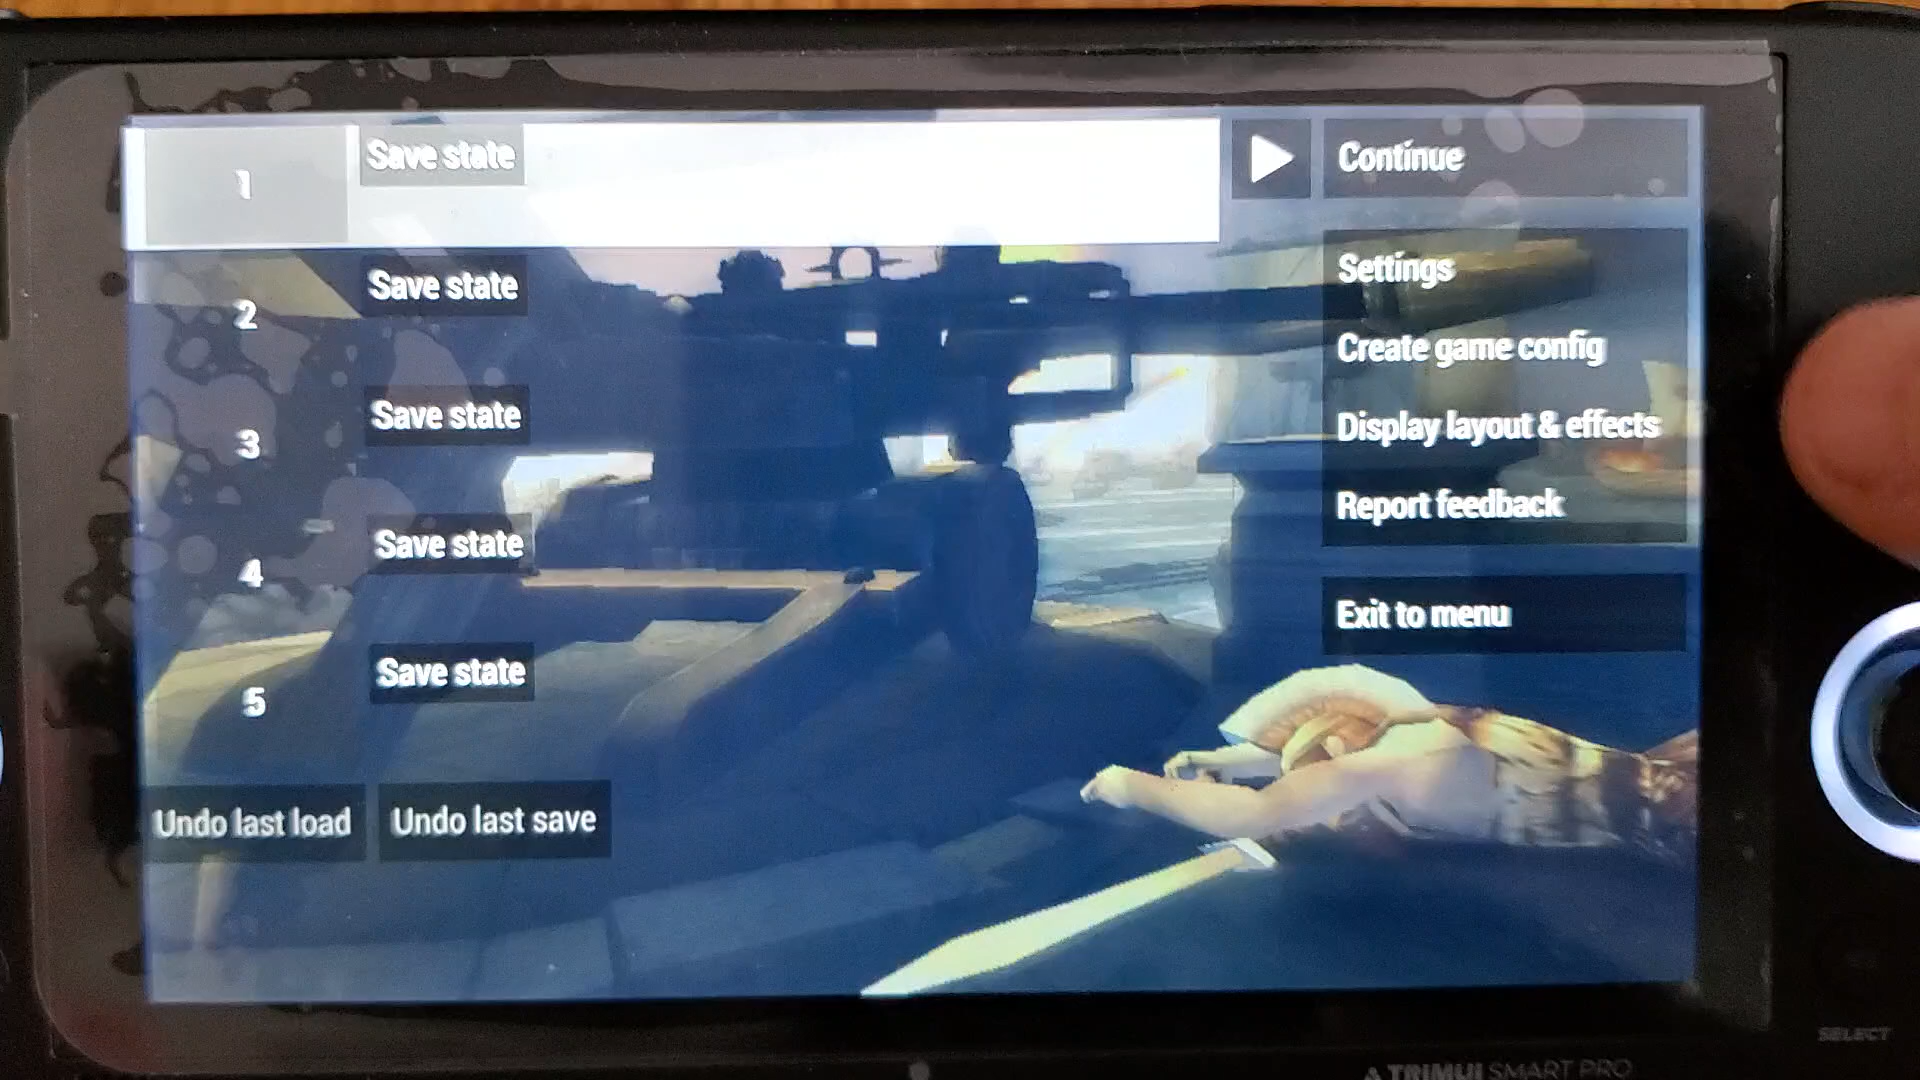 1 Save state
2 Save state
3 Save state
4 Save state
5 Save state
Undo last load Undo last save
Continue
Settings
Create game config
Display layout & effects
Report feedback
Exit to menu
SELECT
TRIMUI SMART PRO